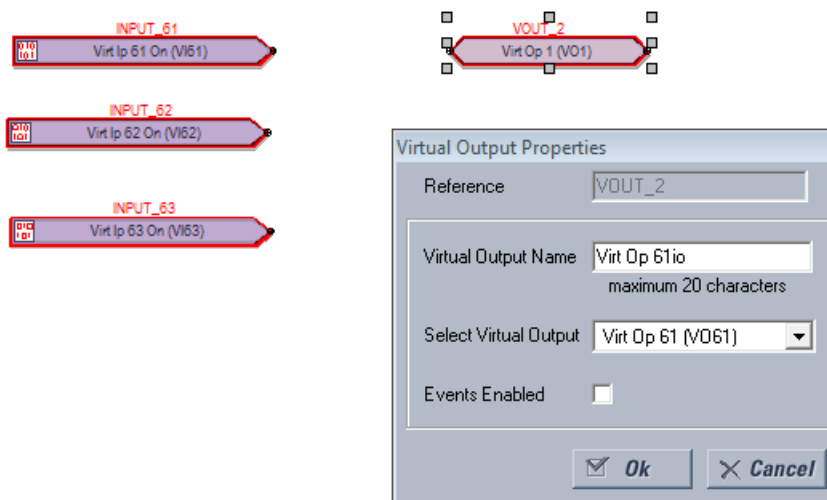 INPUT_61
Virt Ip 61 On (VI61)
VOUT_2
Virt Op 1 (VO1)
INPUT_62
Virt Ip 62 On (VI62)
INPUT_63
Virt Ip 63 On (VI63)
Virtual Output Properties
Reference VOUT_2
Virtual Output Name Virt Op 61io
maximum 20 characters
Select Virtual Output Virt Op 61 (VO61)
Events Enabled
Ok Cancel